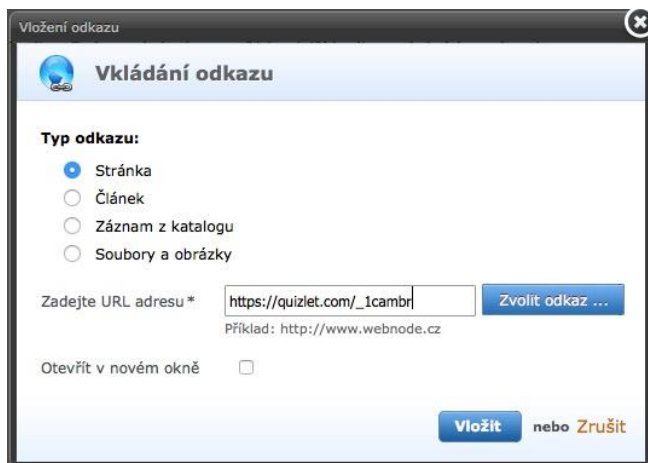 Vložení odkazu
Vkládání odkazu
Typ odkazu:
Stránka
Článek
Záznam z katalogu
Soubory a obrázky
Zadejte URL adresu * https://quizlet.com/_1cambr Zvolit odkaz ...
Příklad: http://www.webnode.cz
Otevřít v novém okně
Vložit nebo Zrušit